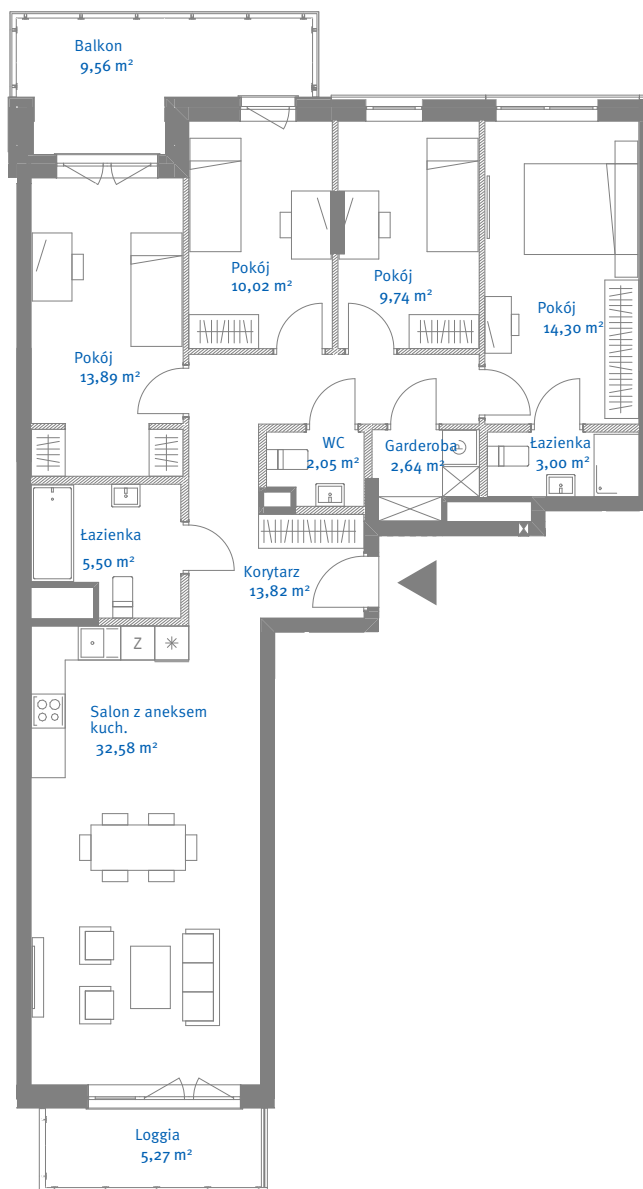 Balkon
9,56 m²
Pokój
10,02 m²
Pokój
9,74 m²
Pokój
14,30 m²
Pokój
13,89 m²
WC
2,05 m²
Garderoba
2,64 m²
Łazienka
3,00 m²
Łazienka
5,50 m²
Korytarz
13,82 m²
Z
Salon z aneksem
kuch.
32,58 m²
Loggia
5,27 m²